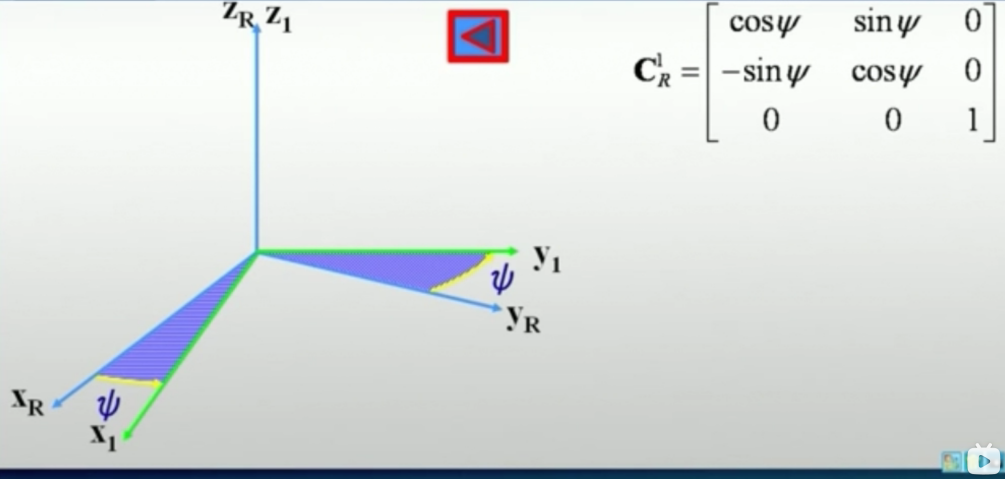 z_R z_1
C_R^1 = [ cosψ sinψ 0
-sinψ cosψ 0
0 0 1 ]
y_1
ψ
y_R
x_R
ψ
x_1